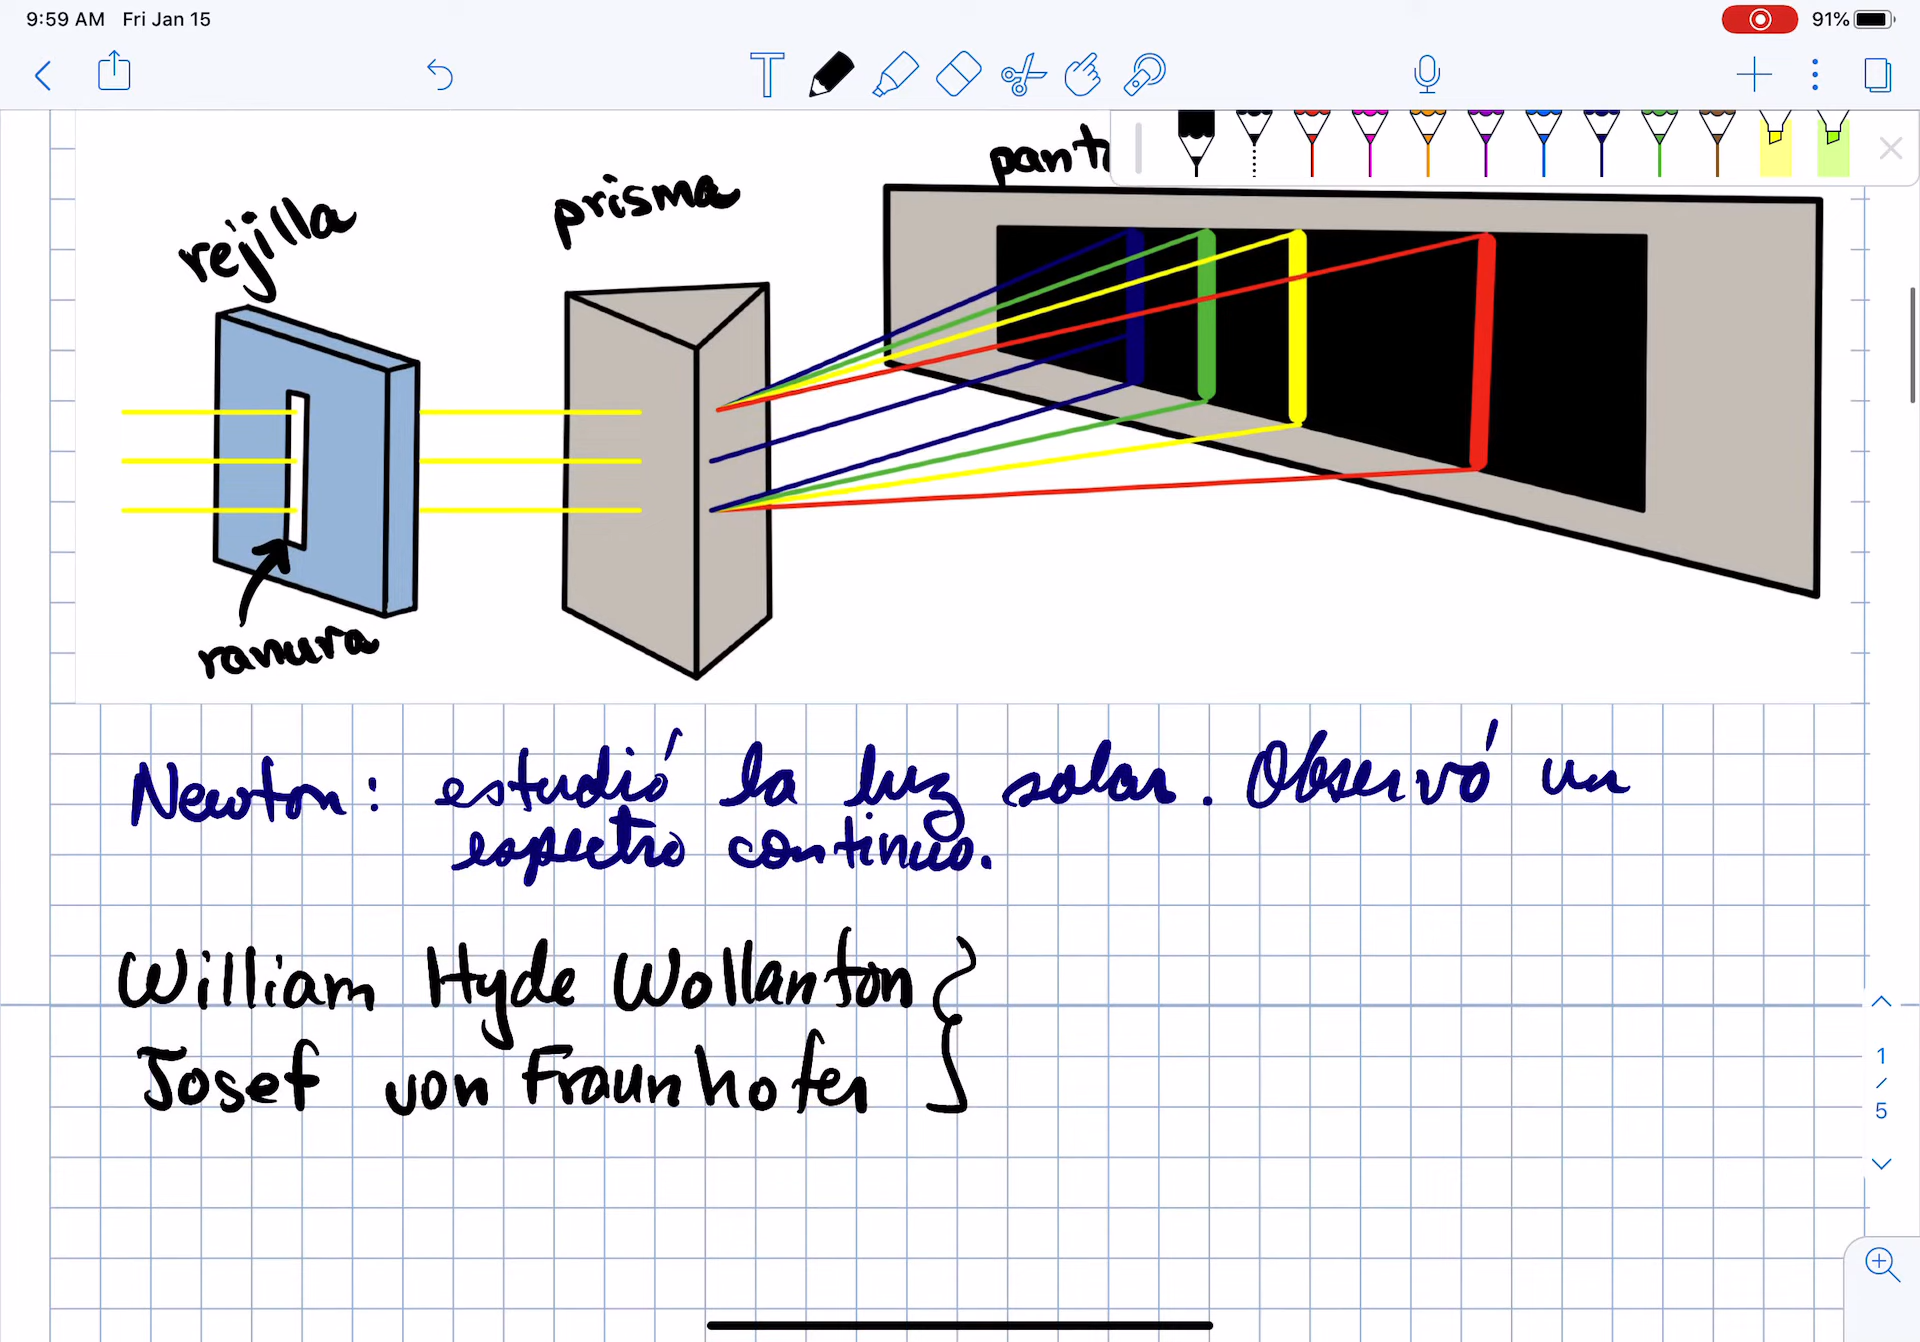 9:59 AM Fri Jan 15
91%
pant
prisma
rejilla
ranura
Newton: estudió la luz solar. Observó un
espectro continuo.
William Hyde Wollanton
Josef von Fraunhofer
1
/
5